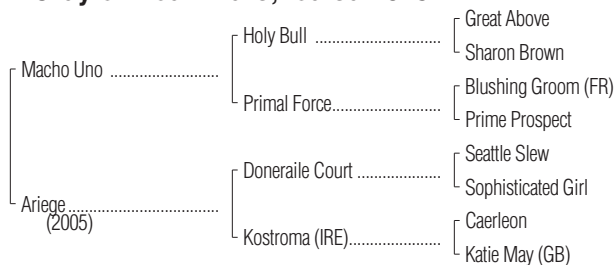 Great Above
Holy Bull ..............................
Sharon Brown
Macho Uno ..........................
Blushing Groom (FR)
Primal Force..........................
Prime Prospect
Seattle Slew
Doneraile Court ....................
Sophisticated Girl
Ariege ..................................
(2005)
Caerleon
Kostroma (IRE)......................
Katie May (GB)